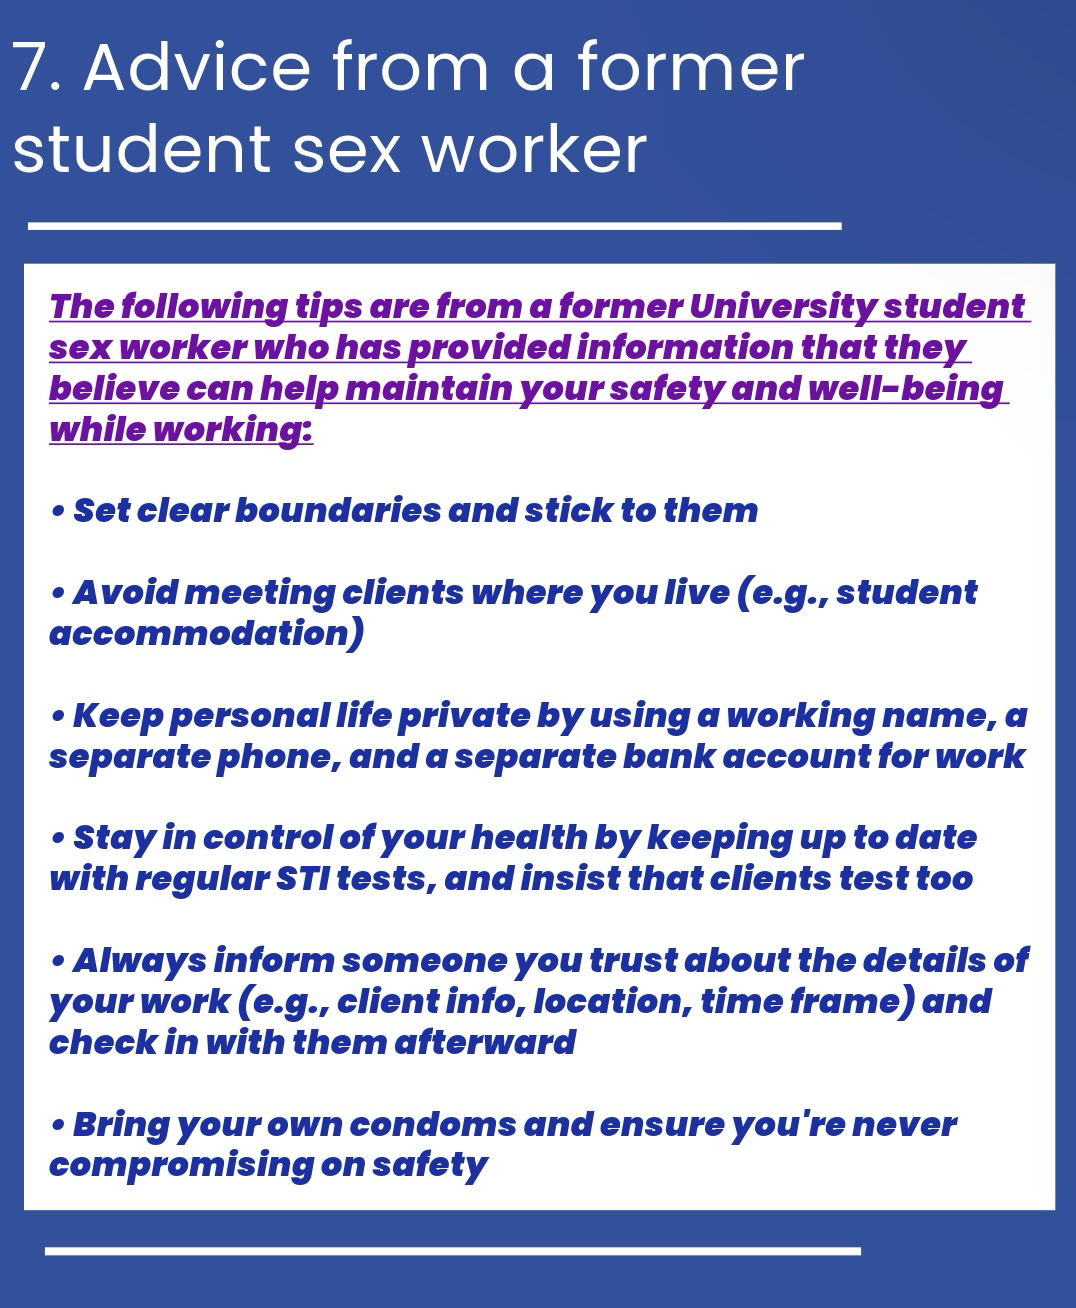 7. Advice from a former
student sex worker
The following tips are from a former University student
sex worker who has provided information that they
believe can help maintain your safety and well-being
while working:
• Set clear boundaries and stick to them
• Avoid meeting clients where you live (e.g., student
accommodation)
• Keep personal life private by using a working name, a
separate phone, and a separate bank account for work
• Stay in control of your health by keeping up to date
with regular STI tests, and insist that clients test too
• Always inform someone you trust about the details of
your work (e.g., client info, location, time frame) and
check in with them afterward
• Bring your own condoms and ensure you're never
compromising on safety